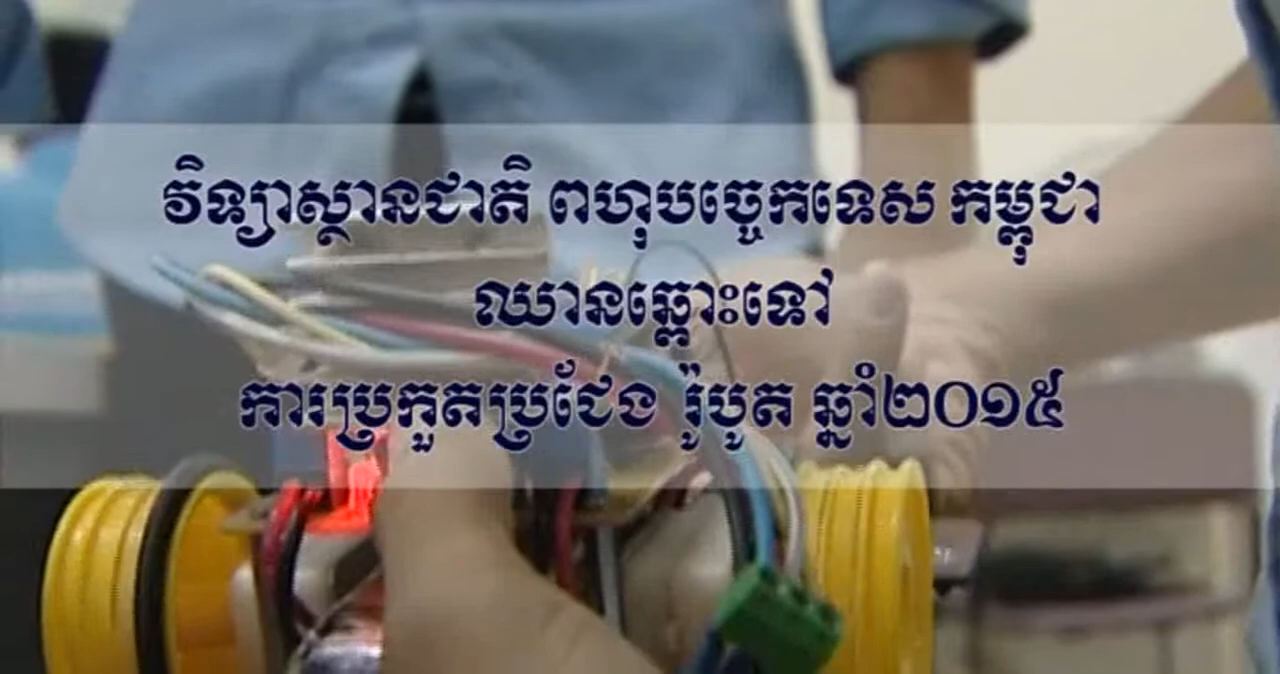 វិទ្យាស្ថានជាតិ ពហុបច្ចេកទេស កម្ពុជា
ឈានឆ្ពោះទៅ
ការប្រកួតប្រជែង រ៉ូបូត ឆ្នាំ២០១៥